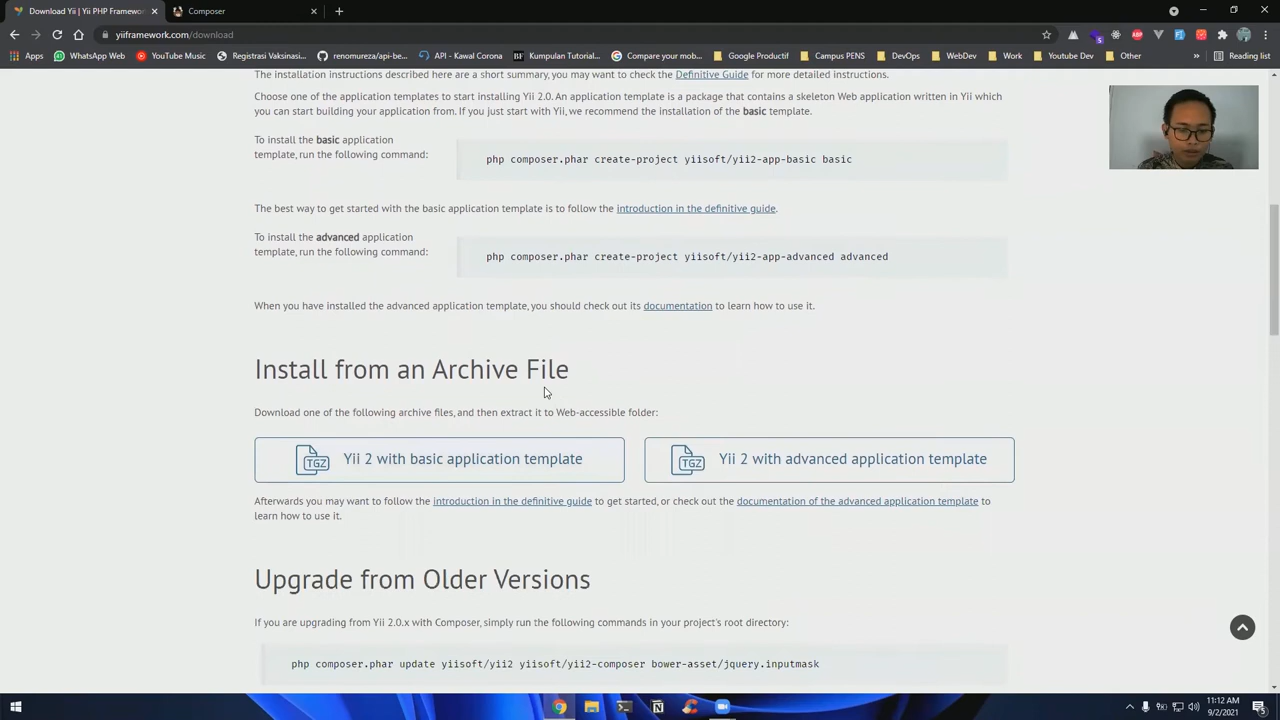 Download Yii | Yii PHP Framewor
Composer
yiiframework.com/download
Apps
WhatsApp Web
YouTube Music
Registrasi Vaksinasi...
renomureza/api-be...
API - Kawal Corona
Kumpulan Tutorial...
Compare your mob...
Google Productif
Campus PENS
DevOps
WebDev
Work
Youtube Dev
Other
»
Reading list
The installation instructions described here are a short summary, you may want to check the Definitive Guide for more detailed instructions.
Choose one of the application templates to start installing Yii 2.0. An application template is a package that contains a skeleton Web application written in Yii which
you can start building your application from. If you just start with Yii, we recommend the installation of the basic template.
To install the basic application
template, run the following command:
php composer.phar create-project yiisoft/yii2-app-basic basic
The best way to get started with the basic application template is to follow the introduction in the definitive guide.
To install the advanced application
template, run the following command:
php composer.phar create-project yiisoft/yii2-app-advanced advanced
When you have installed the advanced application template, you should check out its documentation to learn how to use it.
Install from an Archive File
Download one of the following archive files, and then extract it to Web-accessible folder:
TGZ Yii 2 with basic application template
TGZ Yii 2 with advanced application template
Afterwards you may want to follow the introduction in the definitive guide to get started, or check out the documentation of the advanced application template to
learn how to use it.
Upgrade from Older Versions
If you are upgrading from Yii 2.0.x with Composer, simply run the following commands in your project's root directory:
php composer.phar update yiisoft/yii2 yiisoft/yii2-composer bower-asset/jquery.inputmask
11:12 AM
9/2/2021